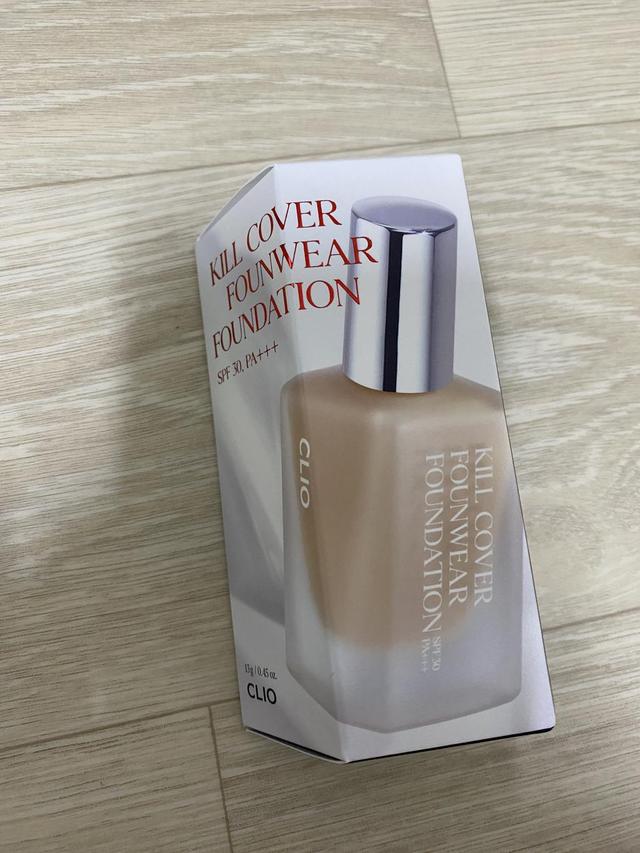 KILL COVER
FOUNWEAR
FOUNDATION
SPF 30, PA+++
CLIO
KILL COVER
FOUNWEAR
FOUNDATION SPF 30
PA+++
13g / 0.45 oz.
CLIO